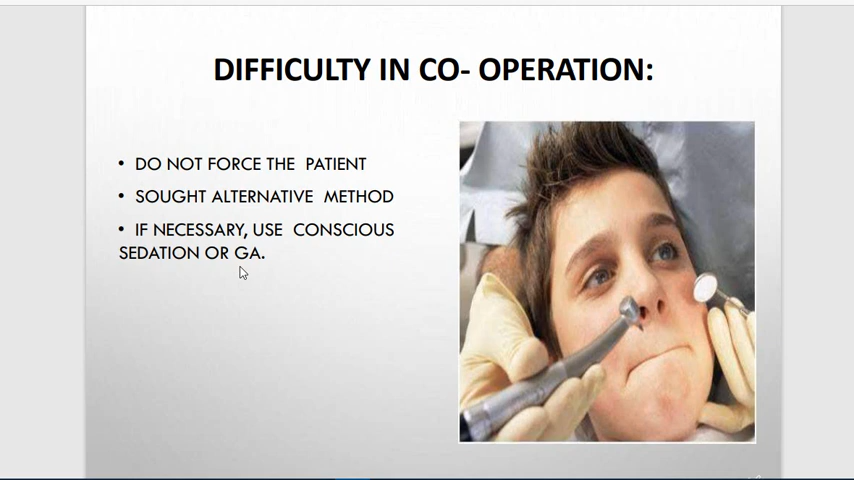 DIFFICULTY IN CO- OPERATION:
• DO NOT FORCE THE PATIENT
• SOUGHT ALTERNATIVE METHOD
• IF NECESSARY, USE CONSCIOUS
SEDATION OR GA.